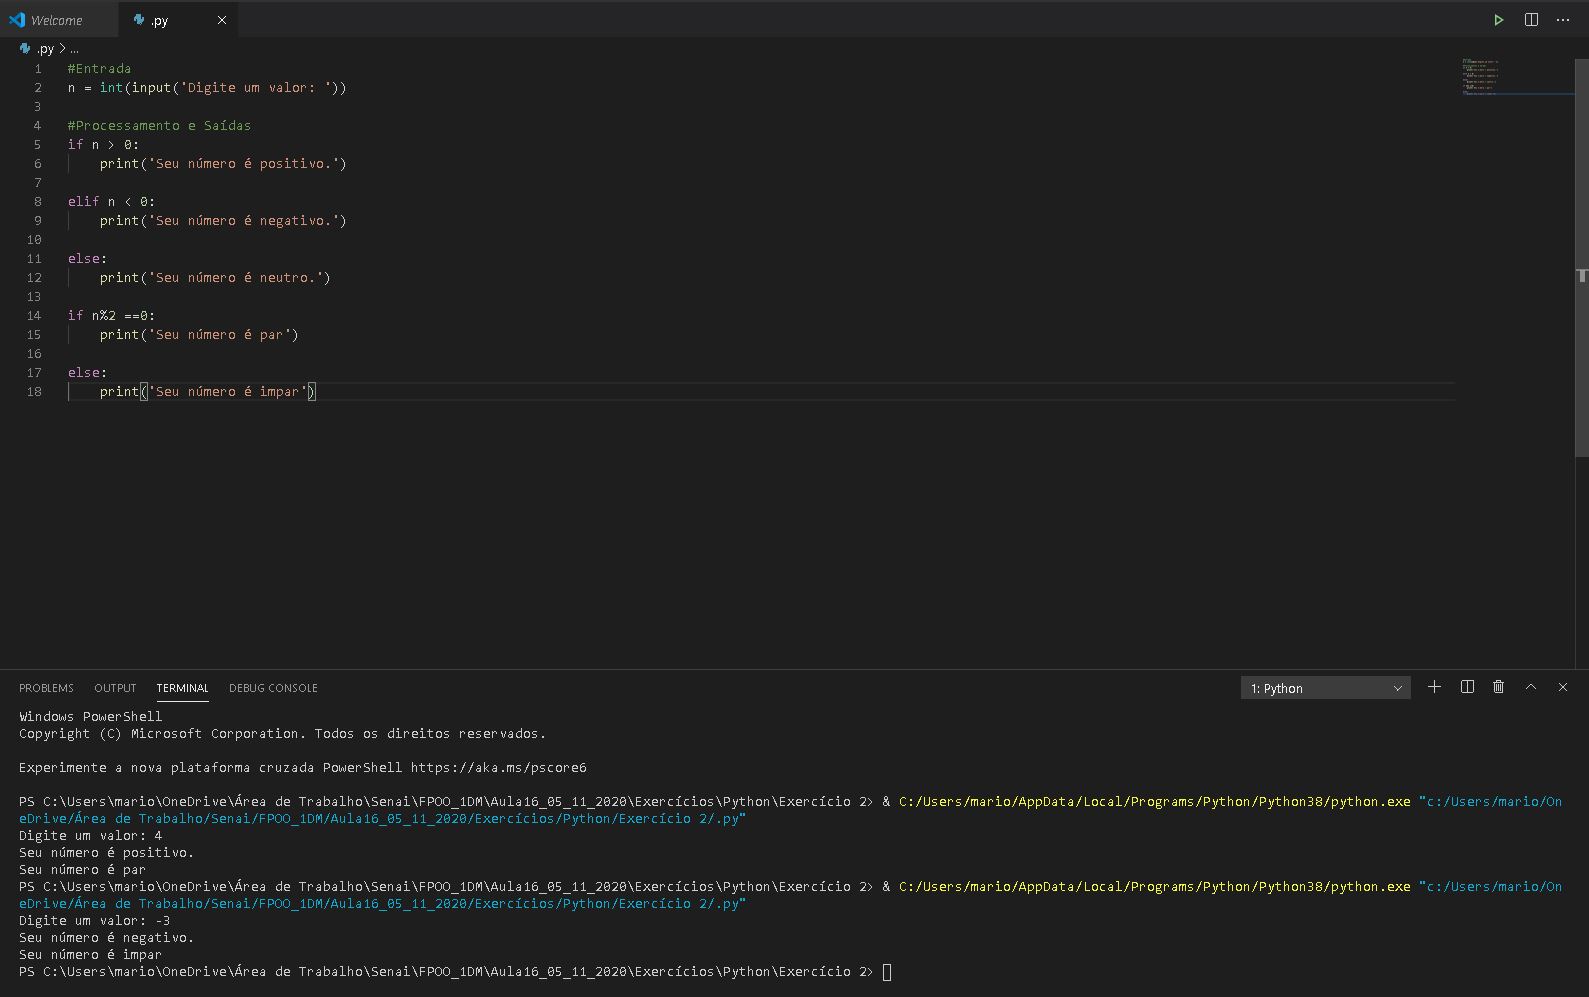 Welcome
.py
.py > ...
1 #Entrada
2 n = int(input('Digite um valor: '))
3
4 #Processamento e Saídas
5 if n > 0:
6     print('Seu número é positivo.')
7
8 elif n < 0:
9     print('Seu número é negativo.')
10
11 else:
12     print('Seu número é neutro.')
13
14 if n%2 ==0:
15     print('Seu número é par')
16
17 else:
18     print('Seu número é impar')
PROBLEMS OUTPUT TERMINAL DEBUG CONSOLE 1: Python
Windows PowerShell
Copyright (C) Microsoft Corporation. Todos os direitos reservados.
Experimente a nova plataforma cruzada PowerShell https://aka.ms/pscore6
PS C:\Users\mario\OneDrive\Área de Trabalho\Senai\FPOO_1DM\Aula16_05_11_2020\Exercícios\Python\Exercício 2> & C:/Users/mario/AppData/Local/Programs/Python/Python38/python.exe "c:/Users/mario/On
eDrive/Área de Trabalho/Senai/FPOO_1DM/Aula16_05_11_2020/Exercícios/Python/Exercício 2/.py"
Digite um valor: 4
Seu número é positivo.
Seu número é par
PS C:\Users\mario\OneDrive\Área de Trabalho\Senai\FPOO_1DM\Aula16_05_11_2020\Exercícios\Python\Exercício 2> & C:/Users/mario/AppData/Local/Programs/Python/Python38/python.exe "c:/Users/mario/On
eDrive/Área de Trabalho/Senai/FPOO_1DM/Aula16_05_11_2020/Exercícios/Python/Exercício 2/.py"
Digite um valor: -3
Seu número é negativo.
Seu número é impar
PS C:\Users\mario\OneDrive\Área de Trabalho\Senai\FPOO_1DM\Aula16_05_11_2020\Exercícios\Python\Exercício 2>